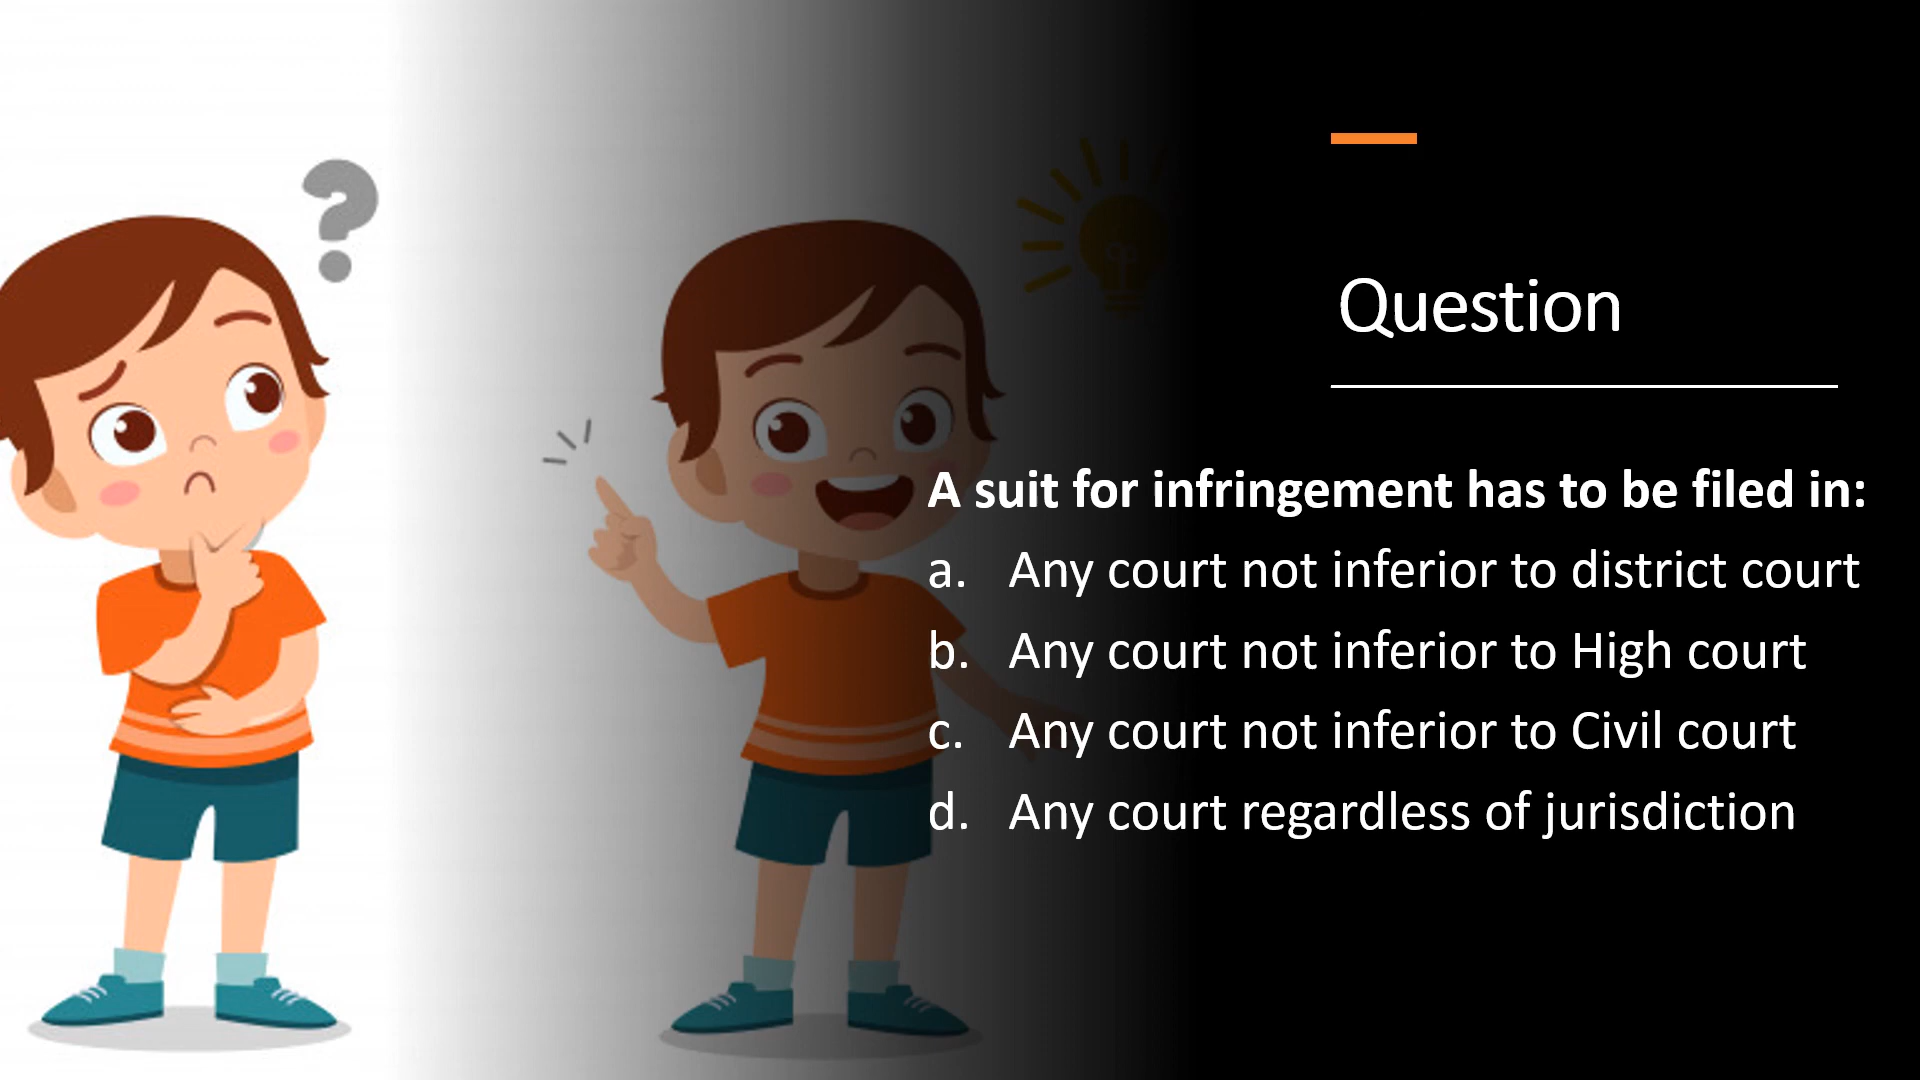 ?
Question
A suit for infringement has to be filed in:
a. Any court not inferior to district court
b. Any court not inferior to High court
c. Any court not inferior to Civil court
d. Any court regardless of jurisdiction